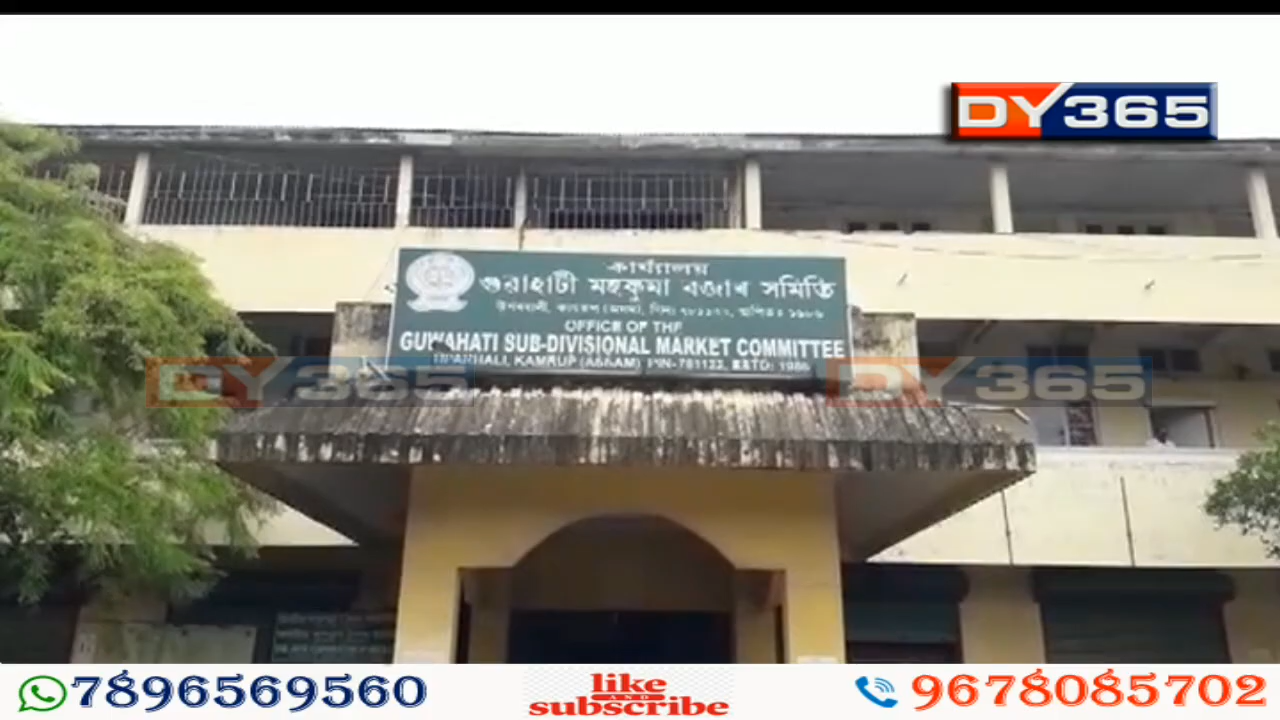 DY365
কাৰ্য্যালয়
গুৱাহাটী মহকুমা বজাৰ সমিতি
OFFICE OF THE
GUWAHATI SUB-DIVISIONAL MARKET COMMITTEE
KAMRUP (ASSAM) PIN-781122, ESTD: 1986
DY365 DY365
7896569560 like AND subscribe 9678085702